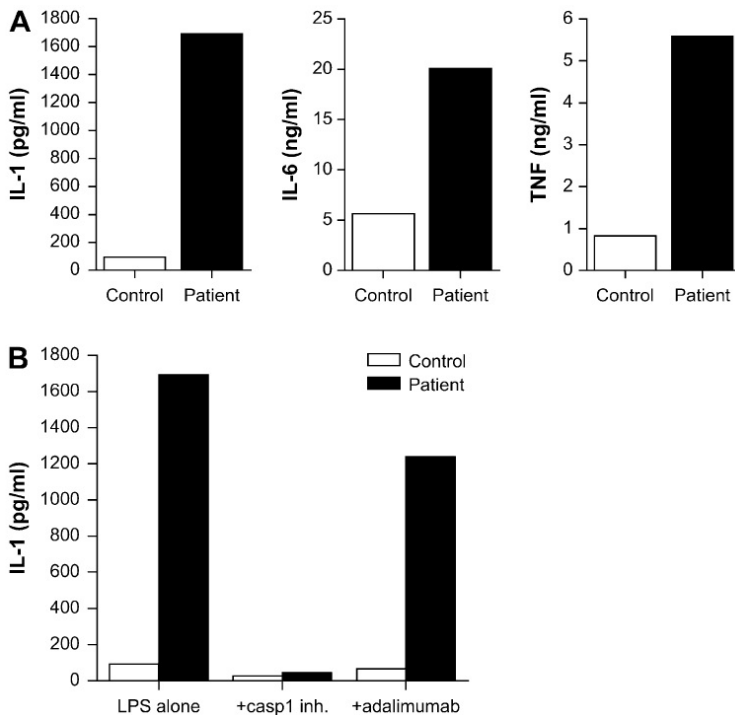 A
IL-1 (pg/ml)
1800
1600
1400
1200
1000
800
600
400
200
0
Control Patient
IL-6 (ng/ml)
25
20
15
10
5
0
Control Patient
TNF (ng/ml)
6
5
4
3
2
1
0
Control Patient
B
IL-1 (pg/ml)
1800
1600
1400
1200
1000
800
600
400
200
0
Control
Patient
LPS alone +casp1 inh. +adalimumab